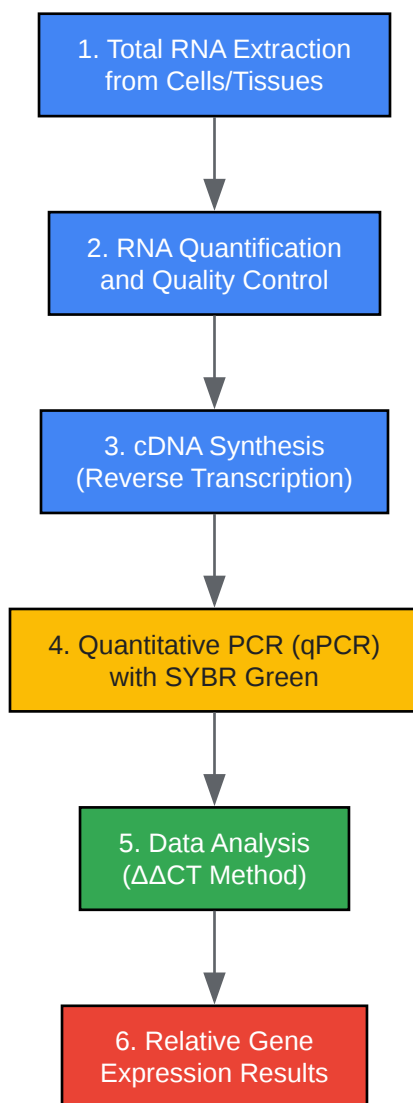 1. Total RNA Extraction
from Cells/Tissues
2. RNA Quantification
and Quality Control
3. cDNA Synthesis
(Reverse Transcription)
4. Quantitative PCR (qPCR)
with SYBR Green
5. Data Analysis
(ΔΔCT Method)
6. Relative Gene
Expression Results